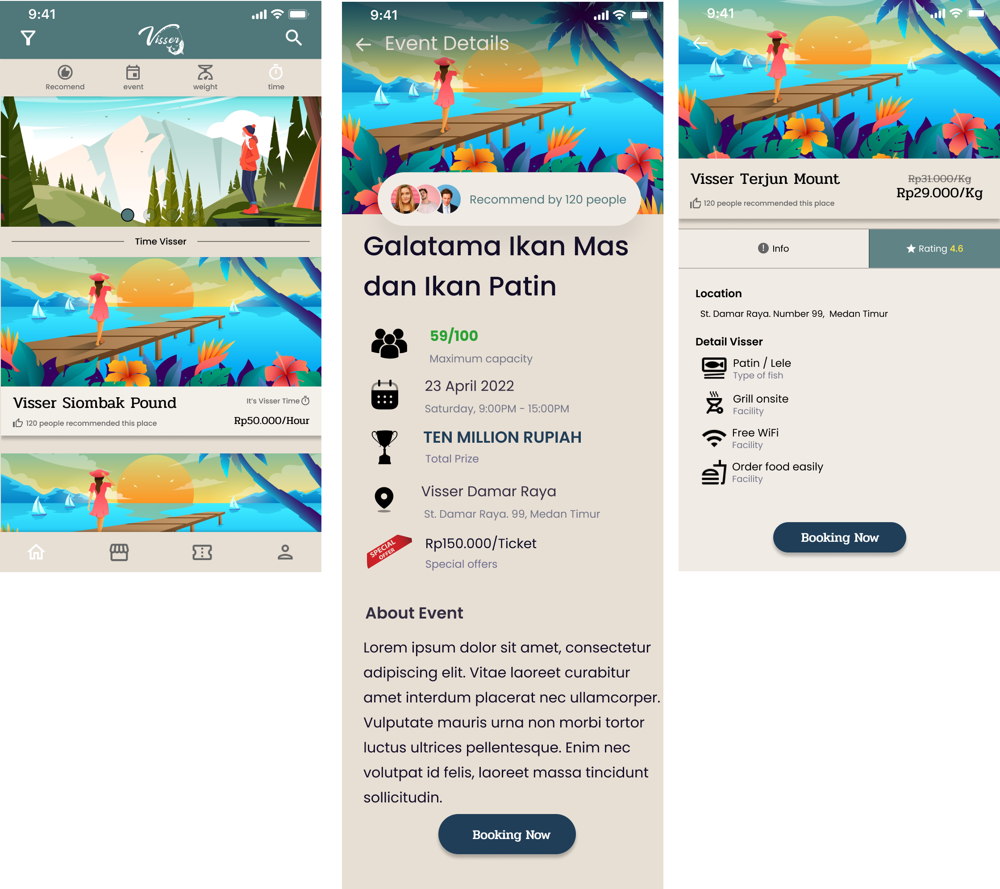 9:41
Visser
Recomend
event
weight
time
Time Visser
Visser Siombak Pound
It's Visser Time
120 people recommended this place
Rp50.000/Hour
9:41
Event Details
Recommend by 120 people
Galatama Ikan Mas
dan Ikan Patin
59/100
Maximum capacity
23 April 2022
Saturday, 9:00PM - 15:00PM
TEN MILLION RUPIAH
Total Prize
Visser Damar Raya
St. Damar Raya. 99, Medan Timur
SPECIAL
OFFER
Rp150.000/Ticket
Special offers
About Event
Lorem ipsum dolor sit amet, consectetur
adipiscing elit. Vitae laoreet curabitur
amet interdum placerat nec ullamcorper.
Vulputate mauris urna non morbi tortor
luctus ultrices pellentesque. Enim nec
volutpat id felis, laoreet massa tincidunt
sollicitudin.
Booking Now
9:41
Visser Terjun Mount
Rp31.000/Kg
Rp29.000/Kg
120 people recommended this place
Info
Rating 4.6
Location
St. Damar Raya. Number 99, Medan Timur
Detail Visser
Patin / Lele
Type of fish
Grill onsite
Facility
Free WiFi
Facility
Order food easily
Facility
Booking Now